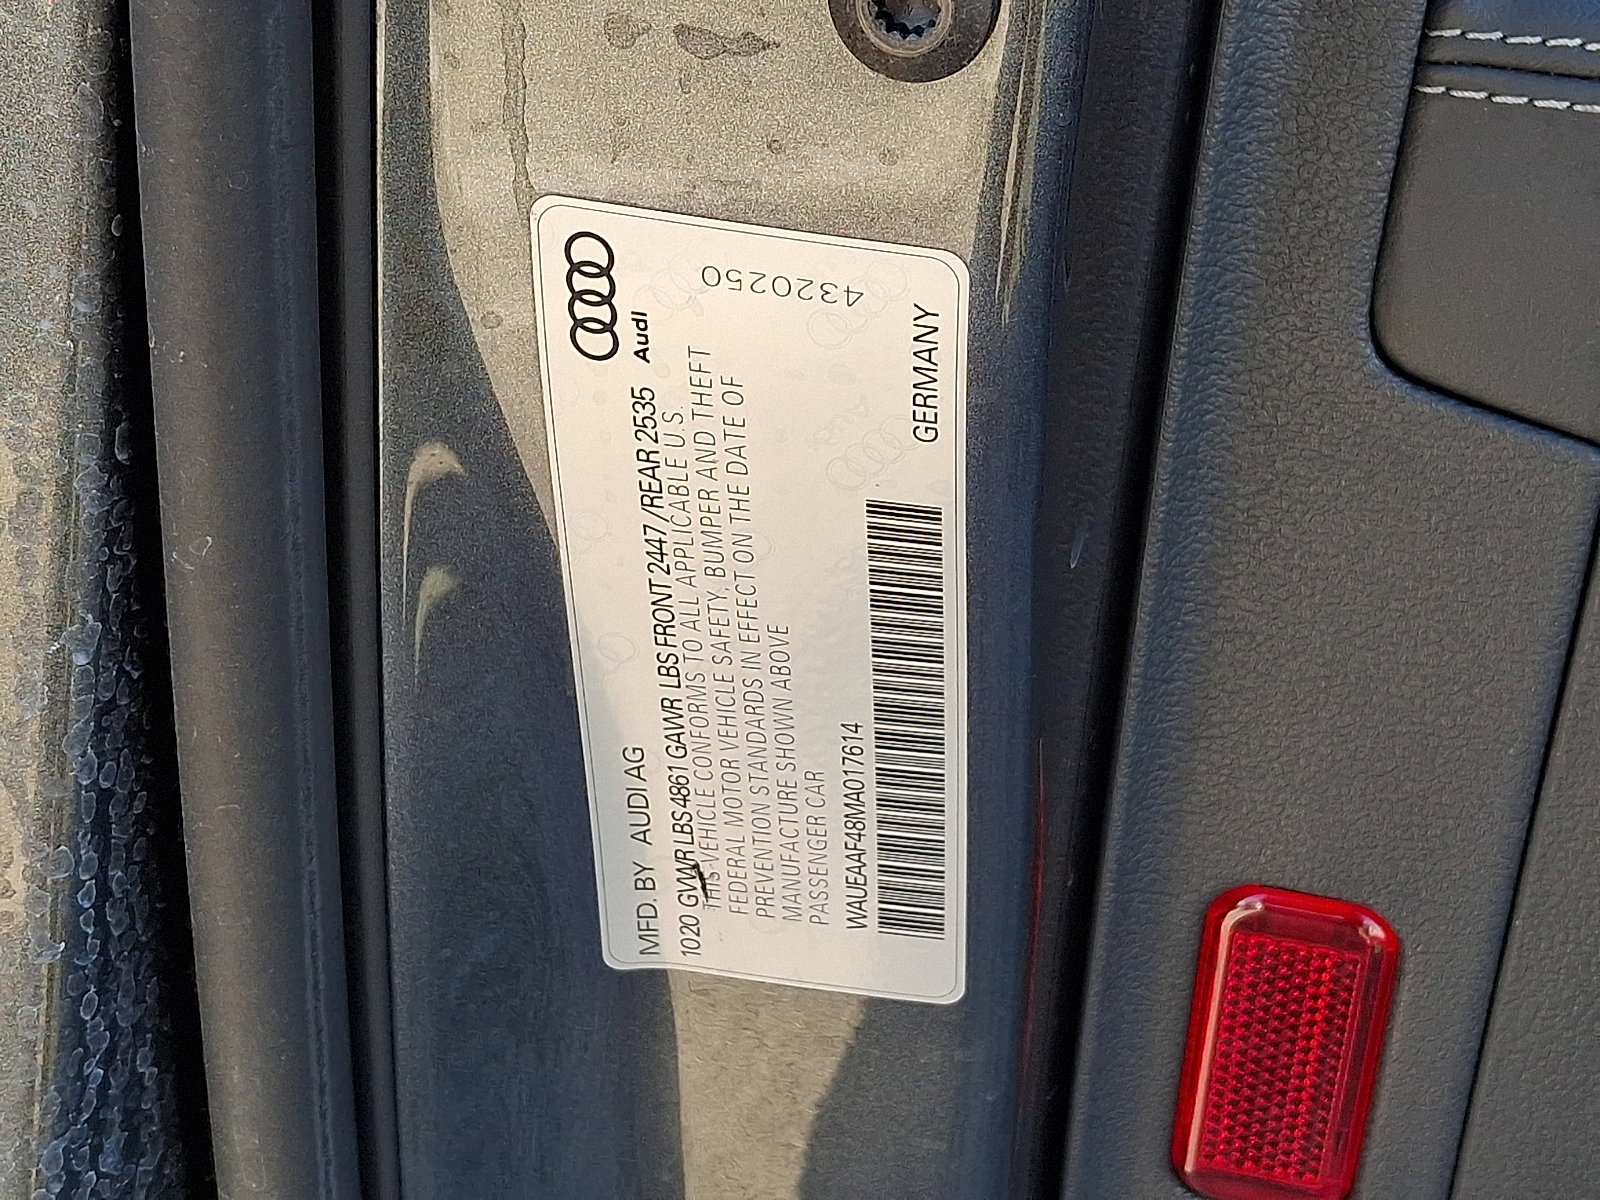 MFD. BY AUDI AG
Audi
1020 GVWR LBS 4861 GAWR LBS FRONT 2447/REAR 2535
THIS VEHICLE CONFORMS TO ALL APPLICABLE U.S.
FEDERAL MOTOR VEHICLE SAFETY, BUMPER AND THEFT
PREVENTION STANDARDS IN EFFECT ON THE DATE OF
MANUFACTURE SHOWN ABOVE
PASSENGER CAR
WAUEAAF48MA017614
GERMANY
4320250